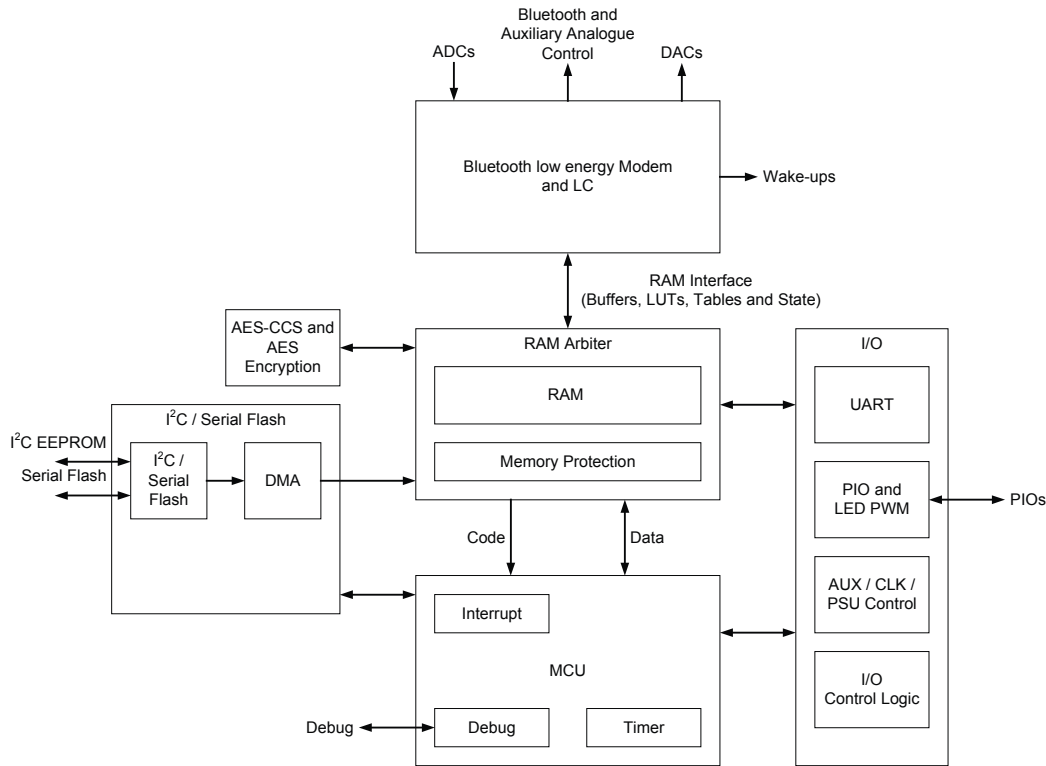 Bluetooth and
Auxiliary Analogue
Control
ADCs
DACs
Bluetooth low energy Modem
and LC
Wake-ups
RAM Interface
(Buffers, LUTs, Tables and State)
AES-CCS and
AES
Encryption
RAM Arbiter
RAM
Memory Protection
I/O
UART
PIO and
LED PWM
PIOs
AUX / CLK /
PSU Control
I/O
Control Logic
I²C / Serial Flash
I²C EEPROM
Serial Flash
I²C /
Serial
Flash
DMA
Code
Data
Interrupt
MCU
Debug
Debug
Timer